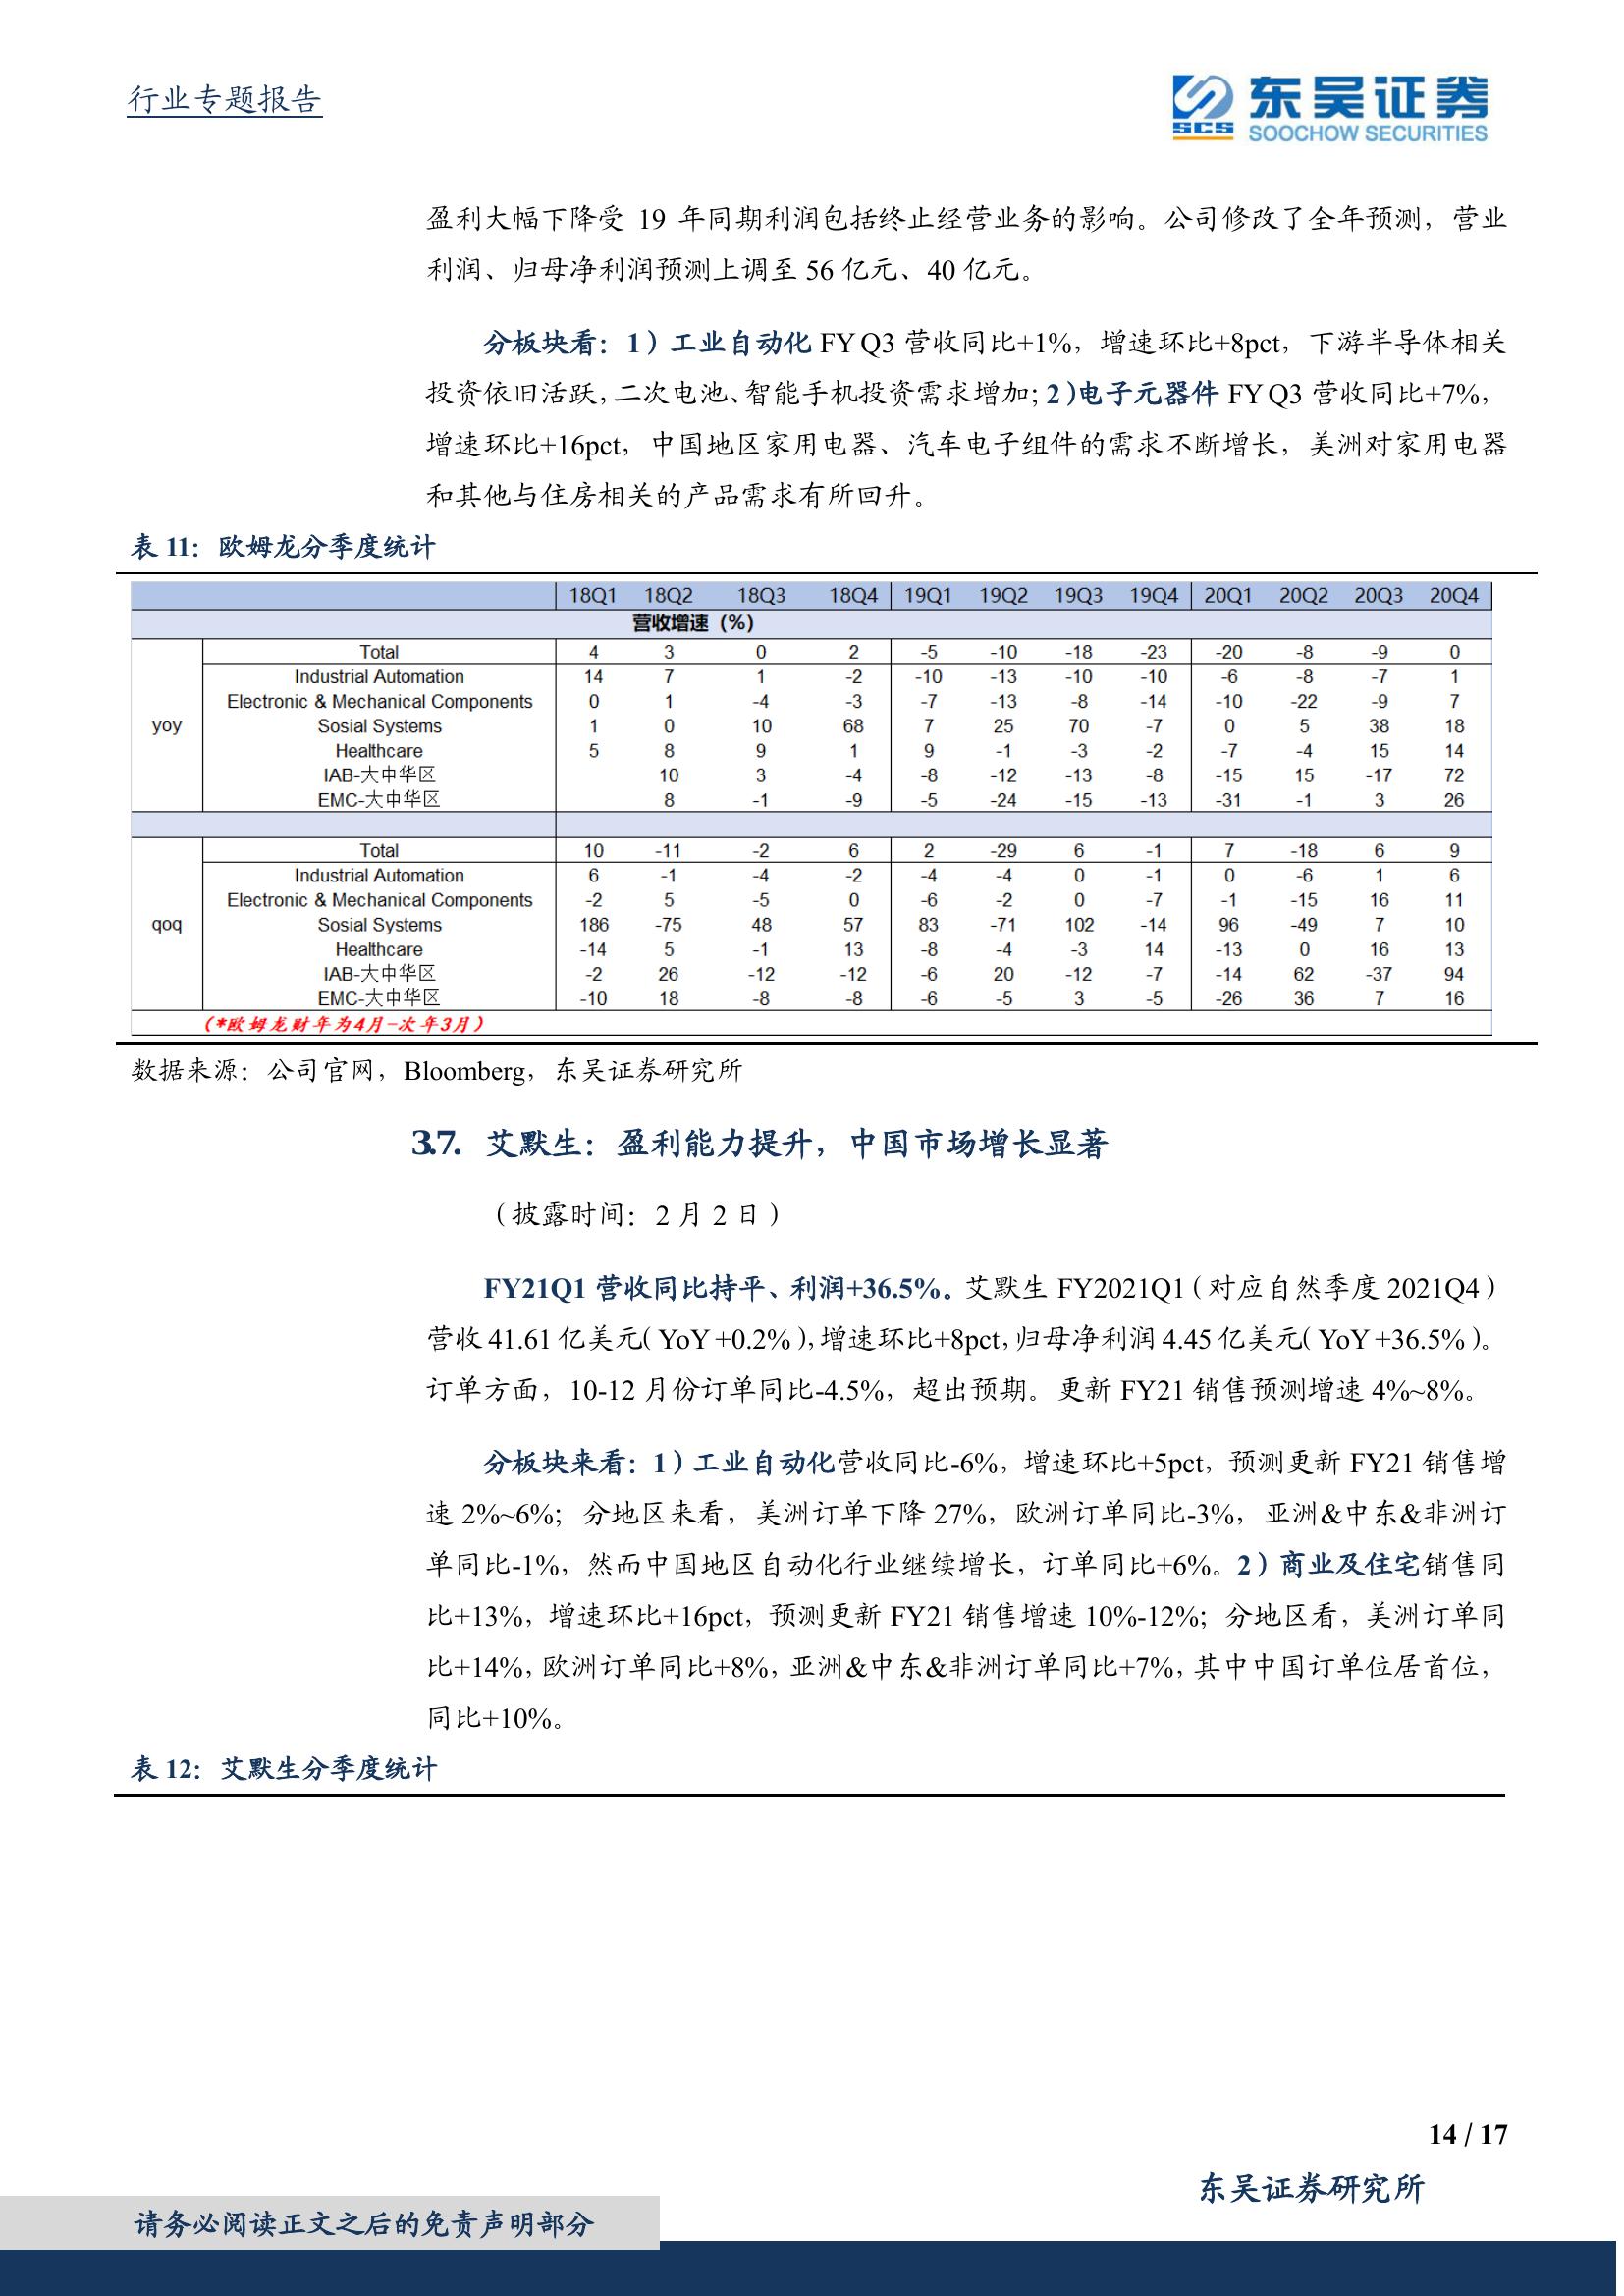 行业专题报告
东吴证券
SCS SOOCHOW SECURITIES
盈利大幅下降受 19 年同期利润包括终止经营业务的影响。公司修改了全年预测，营业
利润、归母净利润预测上调至 56 亿元、40 亿元。
分板块看：1）工业自动化 FY Q3 营收同比+1%，增速环比+8pct，下游半导体相关
投资依旧活跃，二次电池、智能手机投资需求增加；2）电子元器件 FY Q3 营收同比+7%，
增速环比+16pct，中国地区家用电器、汽车电子组件的需求不断增长，美洲对家用电器
和其他与住房相关的产品需求有所回升。
表 11：欧姆龙分季度统计
18Q1 18Q2 18Q3 18Q4 19Q1 19Q2 19Q3 19Q4 20Q1 20Q2 20Q3 20Q4
营收增速（%）
Total 4 3 0 2 -5 -10 -18 -23 -20 -8 -9 0
Industrial Automation 14 7 1 -2 -10 -13 -10 -10 -6 -8 -7 1
Electronic & Mechanical Components 0 1 -4 -3 -7 -13 -8 -14 -10 -22 -9 7
yoy Sosial Systems 1 0 10 68 7 25 70 -7 0 5 38 18
Healthcare 5 8 9 1 9 -1 -3 -2 -7 -4 15 14
IAB-大中华区 10 3 -4 -8 -12 -13 -8 -15 15 -17 72
EMC-大中华区 8 -1 -9 -5 -24 -15 -13 -31 -1 3 26
Total 10 -11 -2 6 2 -29 6 -1 7 -18 6 9
Industrial Automation 6 -1 -4 -2 -4 -4 0 -1 0 -6 1 6
Electronic & Mechanical Components -2 5 -5 0 -6 -2 0 -7 -1 -15 16 11
qoq Sosial Systems 186 -75 48 57 83 -71 102 -14 96 -49 7 10
Healthcare -14 5 -1 13 -8 -4 -3 14 -13 0 16 13
IAB-大中华区 -2 26 -12 -12 -6 20 -12 -7 -14 62 -37 94
EMC-大中华区 -10 18 -8 -8 -6 -5 3 -5 -26 36 7 16
（*欧姆龙财年为4月-次年3月）
数据来源：公司官网，Bloomberg，东吴证券研究所
3.7. 艾默生：盈利能力提升，中国市场增长显著
（披露时间：2 月 2 日）
FY21Q1 营收同比持平、利润+36.5%。艾默生 FY2021Q1（对应自然季度 2021Q4）
营收 41.61 亿美元（YoY +0.2%），增速环比+8pct，归母净利润 4.45 亿美元（YoY +36.5%）。
订单方面，10-12 月份订单同比-4.5%，超出预期。更新 FY21 销售预测增速 4%~8%。
分板块来看：1）工业自动化营收同比-6%，增速环比+5pct，预测更新 FY21 销售增
速 2%~6%；分地区来看，美洲订单下降 27%，欧洲订单同比-3%，亚洲&中东&非洲订
单同比-1%，然而中国地区自动化行业继续增长，订单同比+6%。2）商业及住宅销售同
比+13%，增速环比+16pct，预测更新 FY21 销售增速 10%-12%；分地区看，美洲订单同
比+14%，欧洲订单同比+8%，亚洲&中东&非洲订单同比+7%，其中中国订单位居首位，
同比+10%。
表 12：艾默生分季度统计
14 / 17
东吴证券研究所
请务必阅读正文之后的免责声明部分